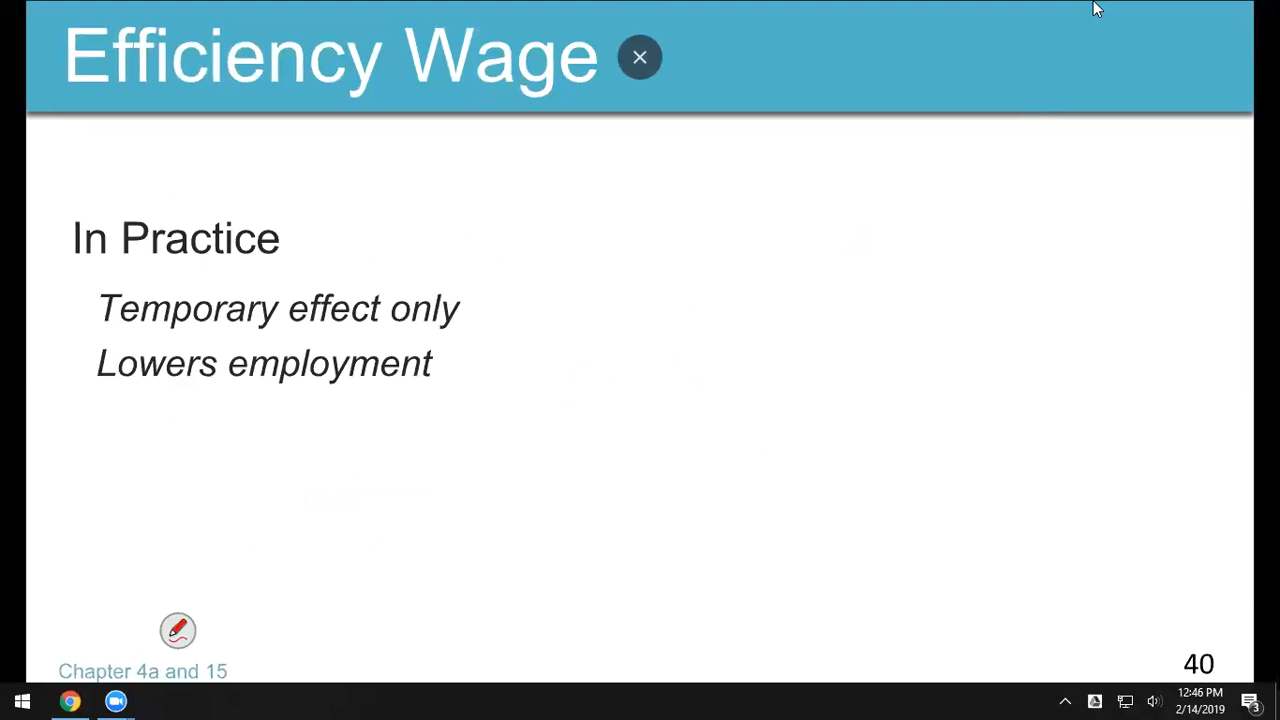 Efficiency Wage
In Practice
Temporary effect only
Lowers employment
Chapter 4a and 15
40
12:46 PM
2/14/2019
3